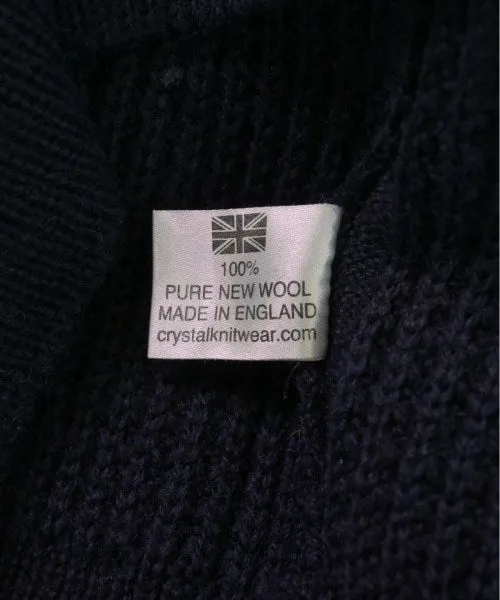 100%
PURE NEW WOOL
MADE IN ENGLAND
crystalknitwear.com